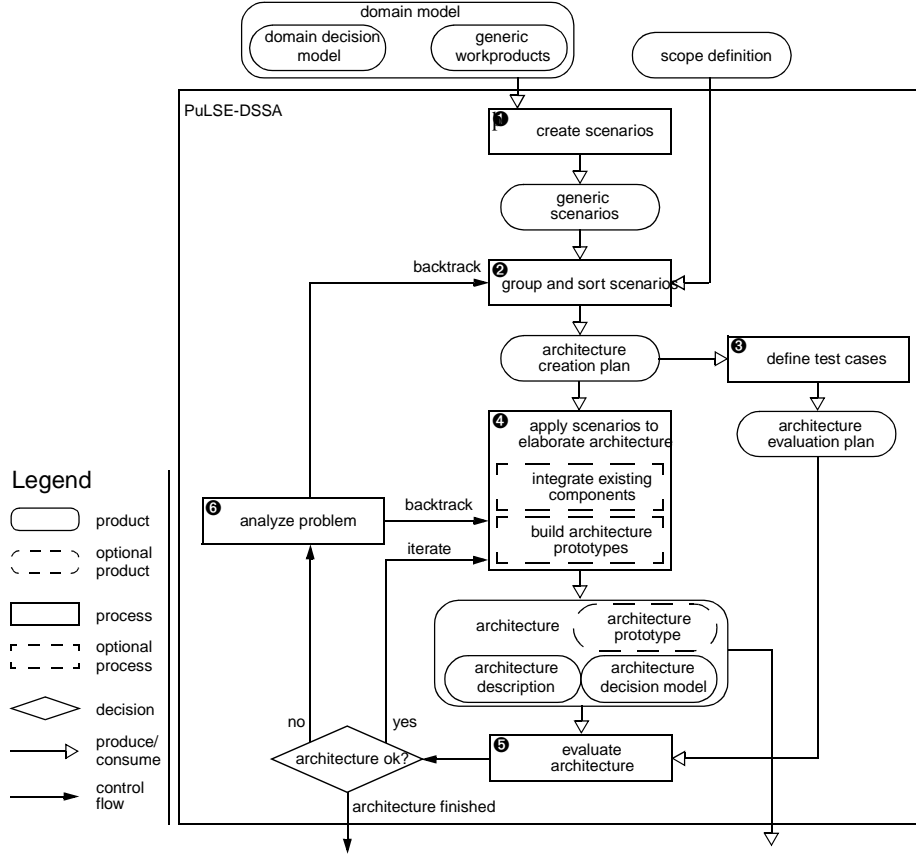 domain model
domain decision
model
generic
workproducts
scope definition
PuLSE-DSSA
1
create scenarios
generic
scenarios
backtrack
2
group and sort scenarios
architecture
creation plan
3
define test cases
4
apply scenarios to
elaborate architecture
architecture
evaluation plan
integrate existing
components
6
analyze problem
backtrack
build architecture
prototypes
iterate
architecture
architecture
prototype
architecture
description
architecture
decision model
no
yes
architecture ok?
5
evaluate
architecture
architecture finished
Legend
product
optional
product
process
optional
process
decision
produce/
consume
control
flow